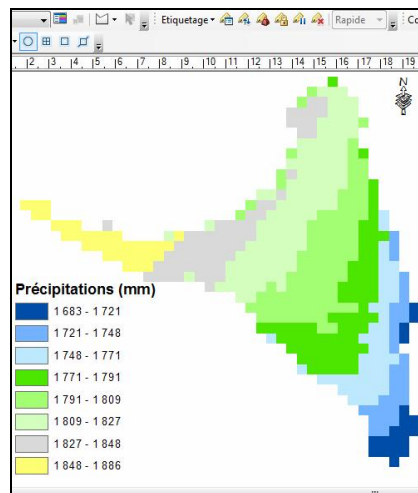 Etiquetage Rapide Co
2 3 4 5 6 7 8 9 10 11 12 13 14 15 16 17 18 19
N
Précipitations (mm)
1 683 - 1 721
1 721 - 1 748
1 748 - 1 771
1 771 - 1 791
1 791 - 1 809
1 809 - 1 827
1 827 - 1 848
1 848 - 1 886